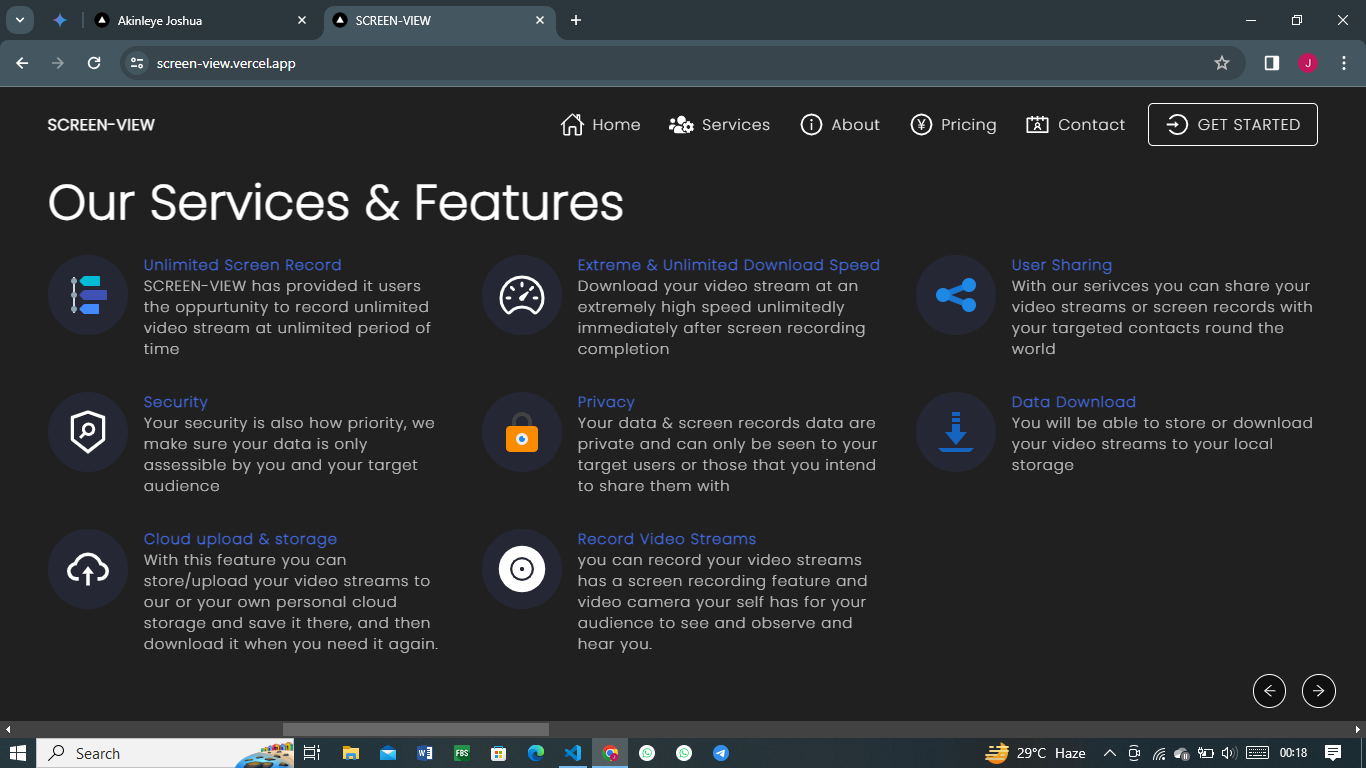 Akinleye Joshua
SCREEN-VIEW
screen-view.vercel.app
J
SCREEN-VIEW
Home
Services
About
Pricing
Contact
GET STARTED
Our Services & Features
Unlimited Screen Record
SCREEN-VIEW has provided it users
the oppurtunity to record unlimited
video stream at unlimited period of
time
Extreme & Unlimited Download Speed
Download your video stream at an
extremely high speed unlimitedly
immediately after screen recording
completion
User Sharing
With our serivces you can share your
video streams or screen records with
your targeted contacts round the
world
Security
Your security is also how priority, we
make sure your data is only
assessible by you and your target
audience
Privacy
Your data & screen records data are
private and can only be seen to your
target users or those that you intend
to share them with
Data Download
You will be able to store or download
your video streams to your local
storage
Cloud upload & storage
With this feature you can
store/upload your video streams to
our or your own personal cloud
storage and save it there, and then
download it when you need it again.
Record Video Streams
you can record your video streams
has a screen recording feature and
video camera your self has for your
audience to see and observe and
hear you.
Search
FBS
29°C Haze
00:18